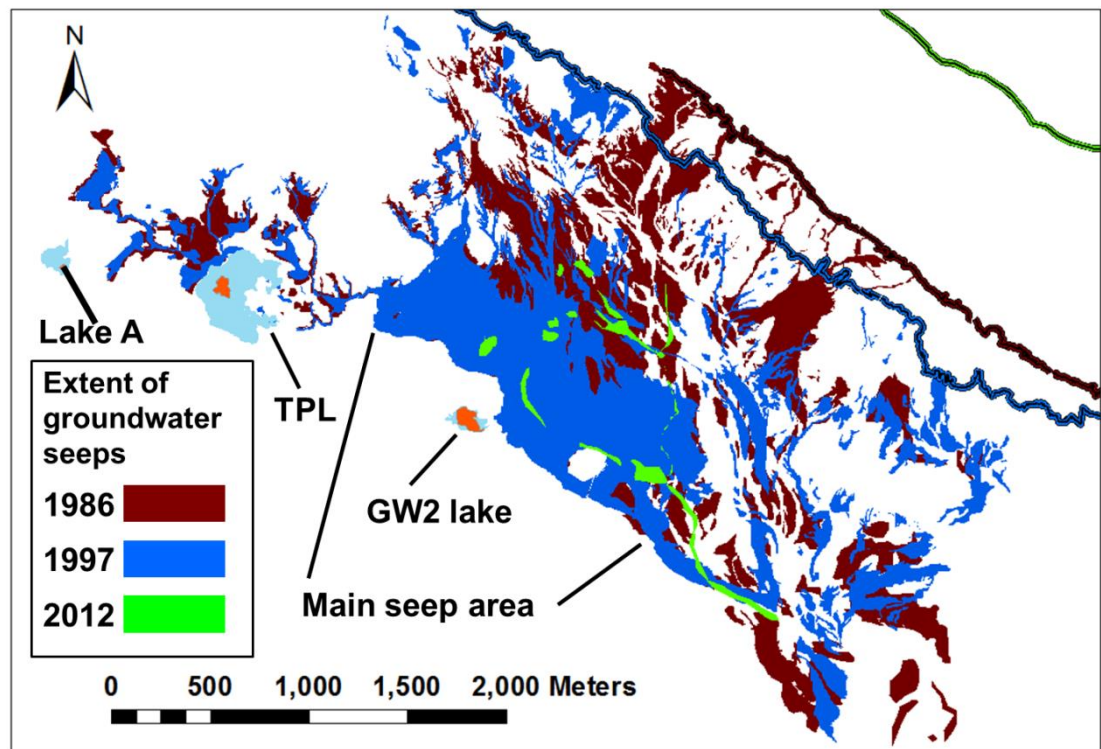 N
Lake A
TPL
GW2 lake
Main seep area
Extent of
groundwater
seeps
1986
1997
2012
0 500 1,000 1,500 2,000 Meters